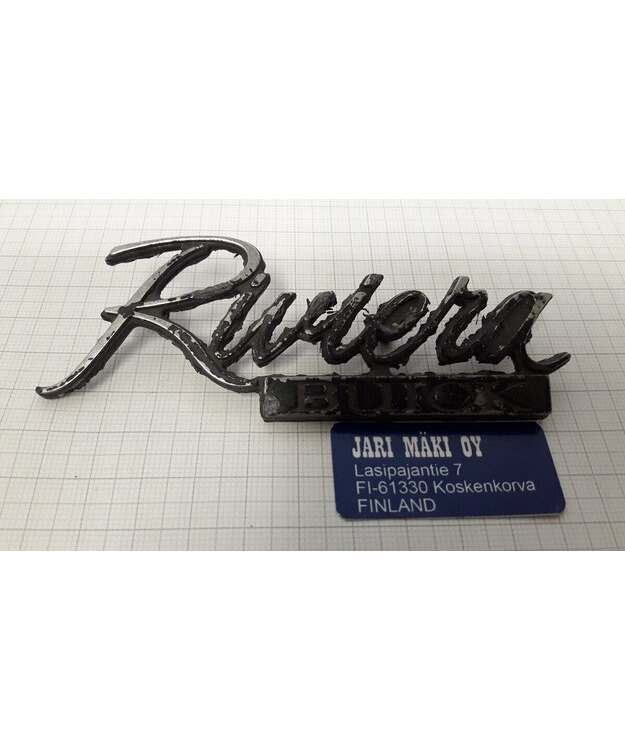 Riviera
BUICK
JARI MÄKI OY
Lasipajantie 7
FI-61330 Koskenkorva
FINLAND